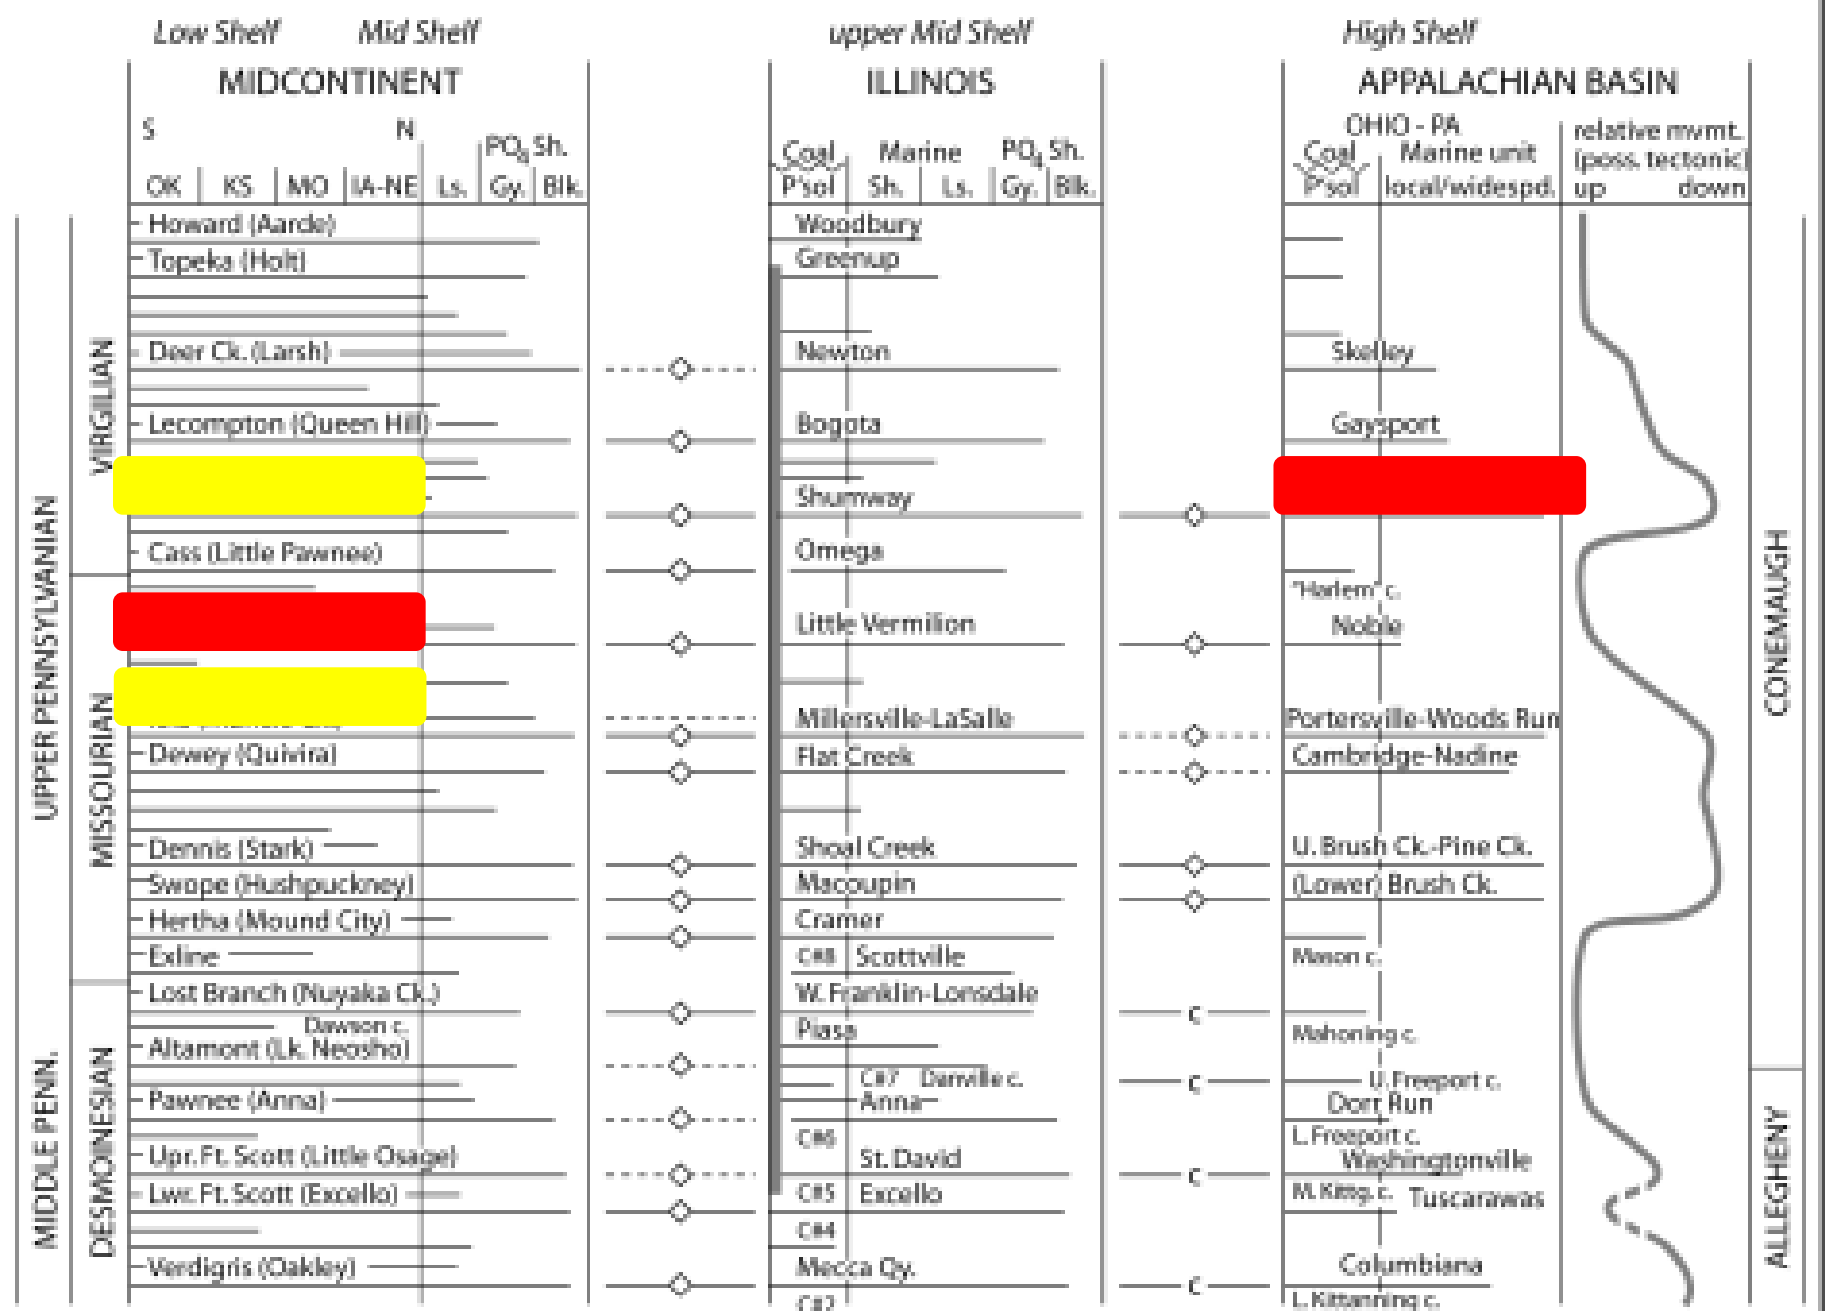 Low Shelf Mid Shelf upper Mid Shelf High Shelf
MIDCONTINENT ILLINOIS APPALACHIAN BASIN
S N PO4 Sh. Coal Marine PO4 Sh. OHIO - PA relative mvmt.
Coal Marine unit (poss. tectonic)
OK KS MO IA-NE Ls. Gy. Blk. P'sol Sh. Ls. Gy. Blk. P'sol local/widespd. up down
Howard (Aarde) Woodbury
Topeka (Holt) Greenup
Deer Ck. (Larsh) Newton Skelley
Lecompton (Queen Hill) Bogota Gaysport
Shumway
Cass (Little Pawnee) Omega
"Harlem" c.
Little Vermilion Noble
Millersville-LaSalle Portersville-Woods Run
Dewey (Quivira) Flat Creek Cambridge-Nadine
Dennis (Stark) Shoal Creek U. Brush Ck.-Pine Ck.
Swope (Hushpuckney) Macoupin (Lower) Brush Ck.
Hertha (Mound City) Cramer
Exline C#8 Scottville Mason c.
Lost Branch (Nuyaka Ck.) W. Franklin-Lonsdale
c
Dawson c. Piasa Mahoning c.
Altamont (Lk. Neosho)
C#7 Danville c. c U. Freeport c.
Pawnee (Anna) Anna Dorr Run
C#6 L. Freeport c.
Upr. Ft. Scott (Little Osage) St. David Washingtonville
c
Lwr. Ft. Scott (Excello) C#5 Excello M. Kittg. c. Tuscarawas
C#4
Verdigris (Oakley) Mecca Qy. Columbiana
c
C#2 L. Kittanning c.
UPPER PENNSYLVANIAN
MIDDLE PENN.
VIRGILIAN
MISSOURIAN
DESMOINESIAN
CONEMAUGH
ALLEGHENY